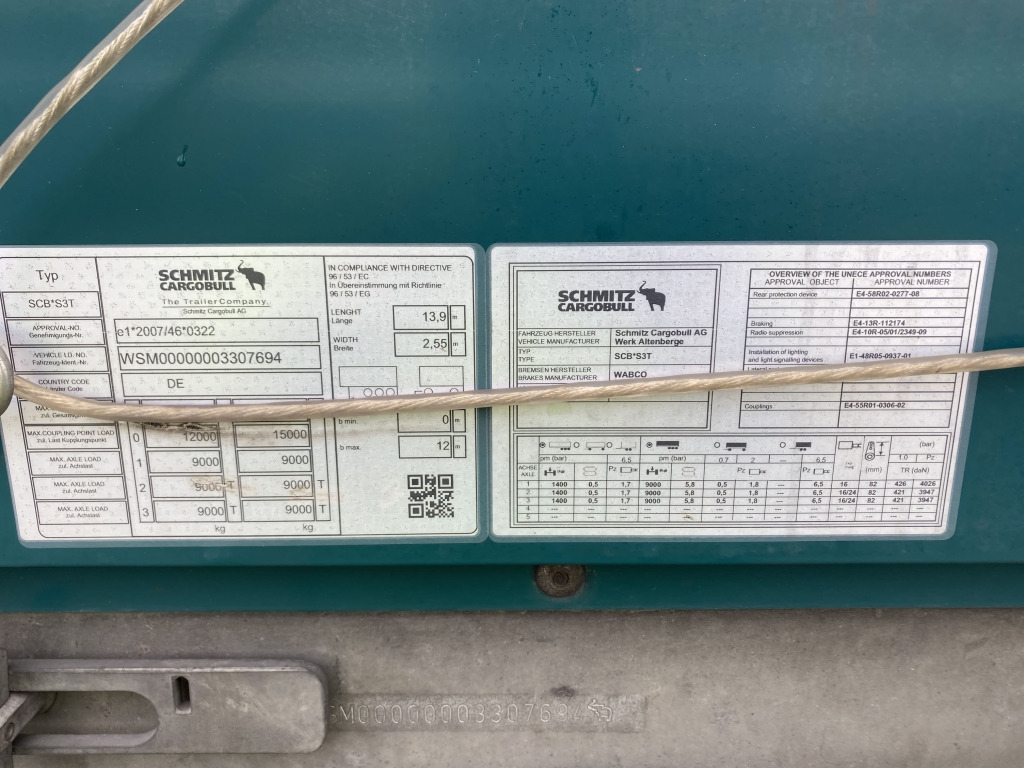 Typ
SCHMITZ
CARGOBULL
The Trailer Company.
Schmitz Cargobull AG
SCB*S3T
APPROVAL-NO.
Genehmigungs-Nr.
e1*2007/46*0322
VEHICLE I.D. NO.
Fahrzeug-Ident.-Nr.
WSM00000003307694
COUNTRY CODE
Länder Code
DE
MAX.
zul.
MAX.COUPLING POINT LOAD
zul. Last Kupplungspunkt
0 12000 15000
MAX. AXLE LOAD
zul. Achslast
1 9000 9000
MAX. AXLE LOAD
zul. Achslast
2 9000 T 9000 T
MAX. AXLE LOAD
zul. Achslast
3 9000 T 9000 T
kg kg
IN COMPLIANCE WITH DIRECTIVE
96 / 53 / EC
In Übereinstimmung mit Richtlinie
96 / 53 / EG
LENGHT
Länge
13,9 m
WIDTH
Breite
2,55 m
b min. 0 m
b max. 12 m
SCHMITZ
CARGOBULL
FAHRZEUG HERSTELLER
VEHICLE MANUFACTURER
Schmitz Cargobull AG
Werk Altenberge
TYP :
TYPE
SCB*S3T
BREMSEN HERSTELLER
BRAKES MANUFACTURER
WABCO
OVERVIEW OF THE UNECE APPROVAL NUMBERS
APPROVAL OBJECT APPROVAL NUMBER
Rear protection device E4-58R02-0277-08
Braking E4-13R-112174
Radio suppression E4-10R-05/01/2349-09
Installation of lighting
and light signalling devices E1-48R05-0937-01
Couplings E4-55R01-0306-02
(bar)
pm (bar) 6.5 pm (bar) 0.7 2 --- 6.5 1.0 Pz
ACHSE
AXLE
Pz Pz Pz (mm) TR (daN)
1 1400 0,5 1,7 9000 5,8 0,5 1,8 --- 6,5 16 82 426 4026
2 1400 0,5 1,7 9000 5,8 0,5 1,8 --- 6,5 16/24 82 421 3947
3 1400 0,5 1,7 9000 5,8 0,5 1,8 --- 6,5 16/24 82 421 3947
4 --- --- --- --- --- --- --- --- --- --- --- --- ---
5 --- --- --- --- --- --- --- --- --- --- --- --- ---
SM00000003307694